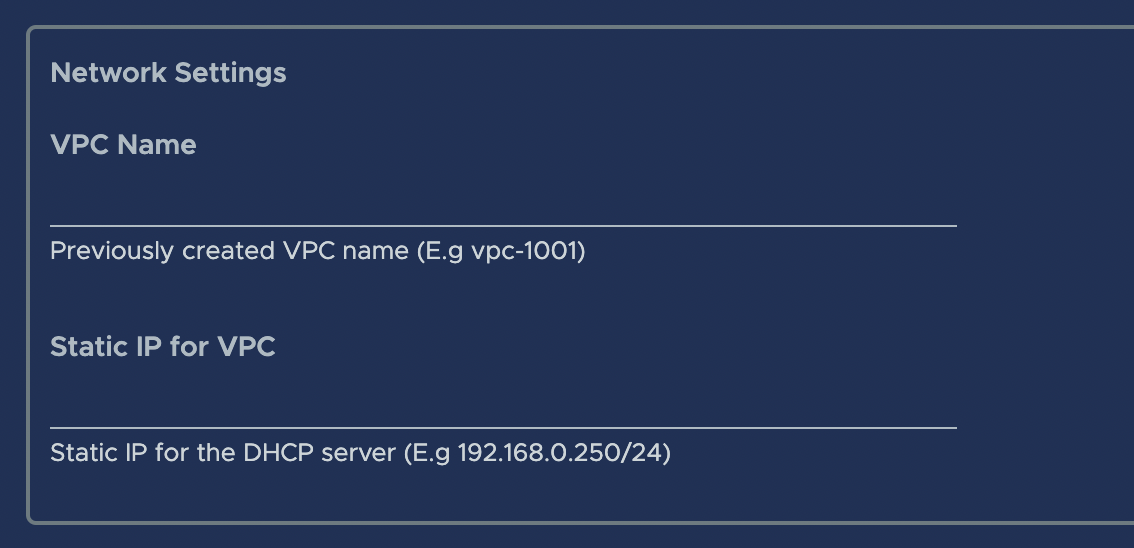 Network Settings
VPC Name
Previously created VPC name (E.g vpc-1001)
Static IP for VPC
Static IP for the DHCP server (E.g 192.168.0.250/24)